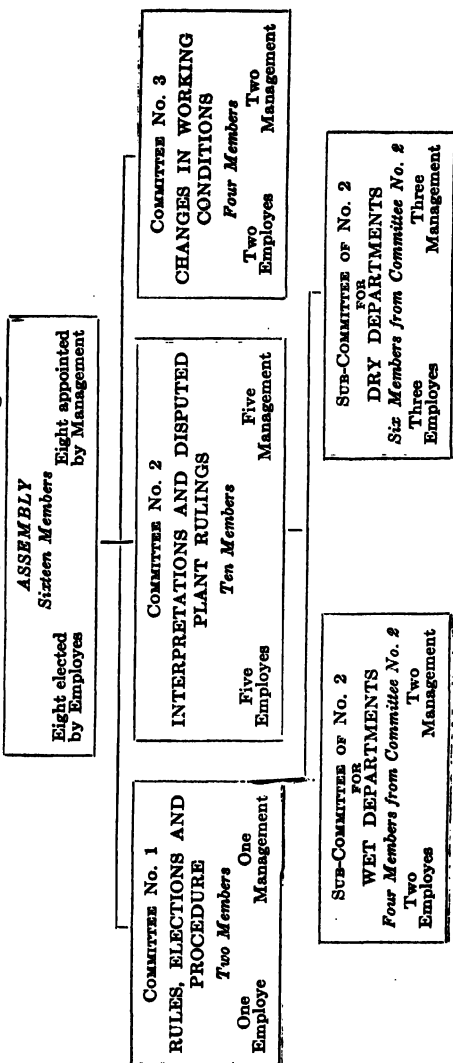 ASSEMBLY
Sixteen Members
Eight elected Eight appointed
by Employes by Management
COMMITTEE No. 1
RULES, ELECTIONS AND
PROCEDURE
Two Members
One One
Employe Management
COMMITTEE No. 2
INTERPRETATIONS AND DISPUTED
PLANT RULINGS
Ten Members
Five Five
Employes Management
COMMITTEE No. 3
CHANGES IN WORKING
CONDITIONS
Four Members
Two Two
Employes Management
SUB-COMMITTEE OF No. 2
FOR
WET DEPARTMENTS
Four Members from Committee No. 2
Two Two
Employes Management
SUB-COMMITTEE OF No. 2
FOR
DRY DEPARTMENTS
Six Members from Committee No. 2
Three Three
Employes Management